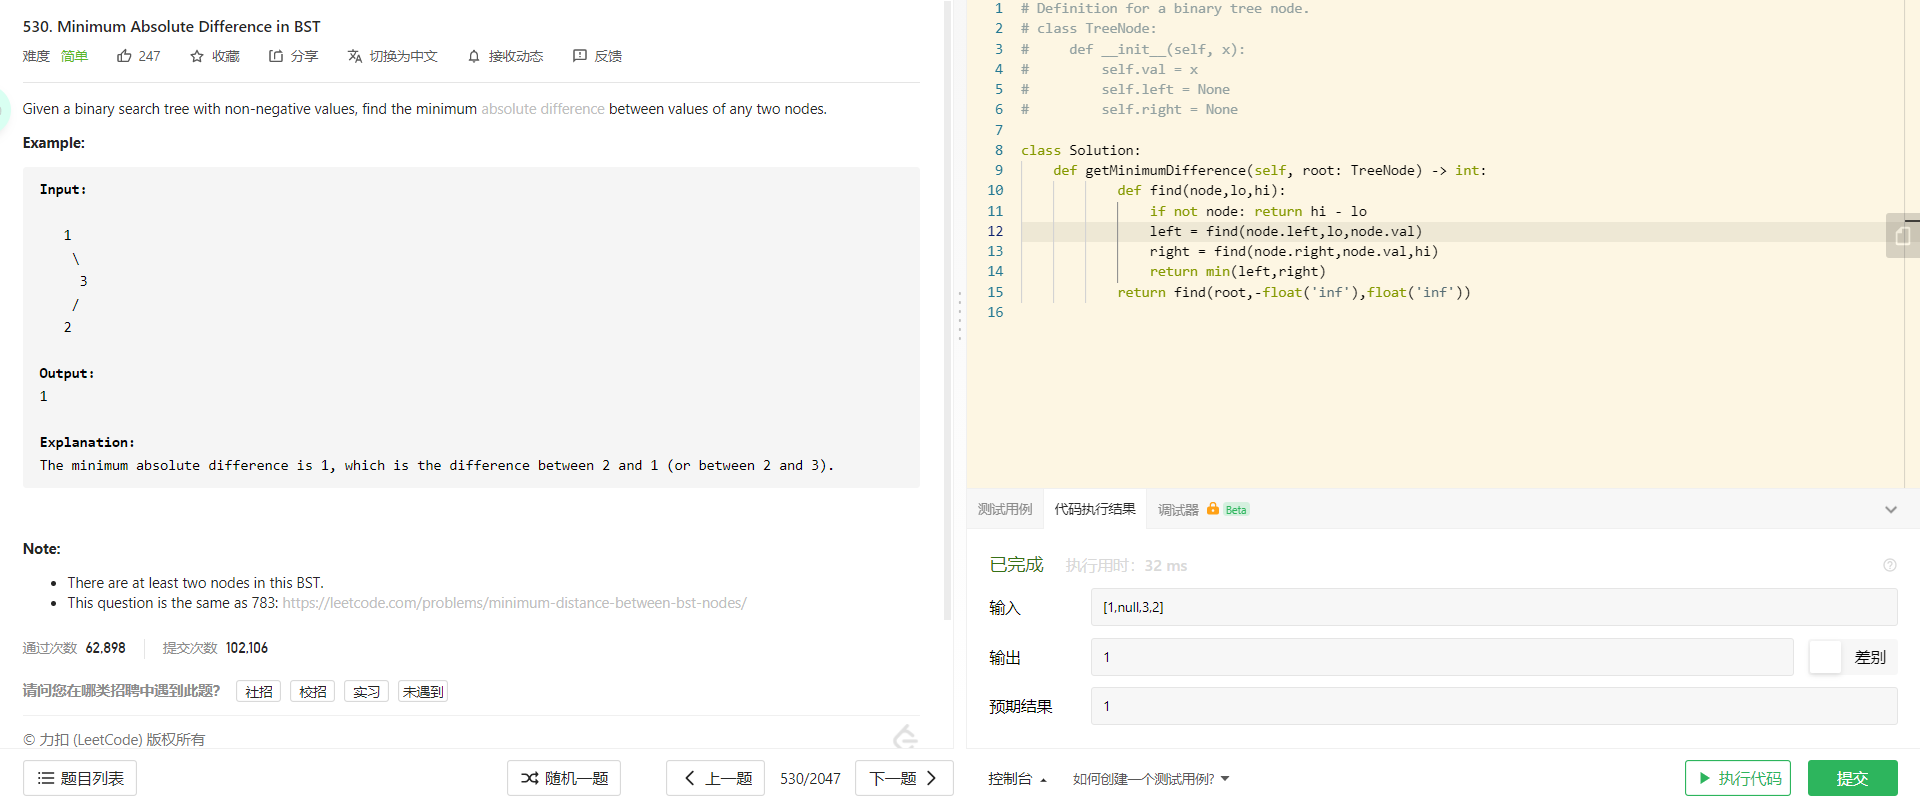 530. Minimum Absolute Difference in BST
难度 简单 247 收藏 分享 切换为中文 接收动态 反馈
Given a binary search tree with non-negative values, find the minimum absolute difference between values of any two nodes.
Example:
Input:
1
\
3
/
2
Output:
1
Explanation:
The minimum absolute difference is 1, which is the difference between 2 and 1 (or between 2 and 3).
Note:
• There are at least two nodes in this BST.
• This question is the same as 783: https://leetcode.com/problems/minimum-distance-between-bst-nodes/
通过次数 62,898 提交次数 102,106
请问您在哪类招聘中遇到此题? 社招 校招 实习 未遇到
© 力扣 (LeetCode) 版权所有
题目列表 随机一题 上一题 530/2047 下一题
1 # Definition for a binary tree node.
2 # class TreeNode:
3 #     def __init__(self, x):
4 #         self.val = x
5 #         self.left = None
6 #         self.right = None
7
8 class Solution:
9     def getMinimumDifference(self, root: TreeNode) -> int:
10             def find(node,lo,hi):
11                 if not node: return hi - lo
12                 left = find(node.left,lo,node.val)
13                 right = find(node.right,node.val,hi)
14                 return min(left,right)
15             return find(root,-float('inf'),float('inf'))
16
测试用例 代码执行结果 调试器 Beta
已完成 执行用时: 32 ms
输入 [1,null,3,2]
输出 1 差别
预期结果 1
控制台 如何创建一个测试用例? 执行代码 提交